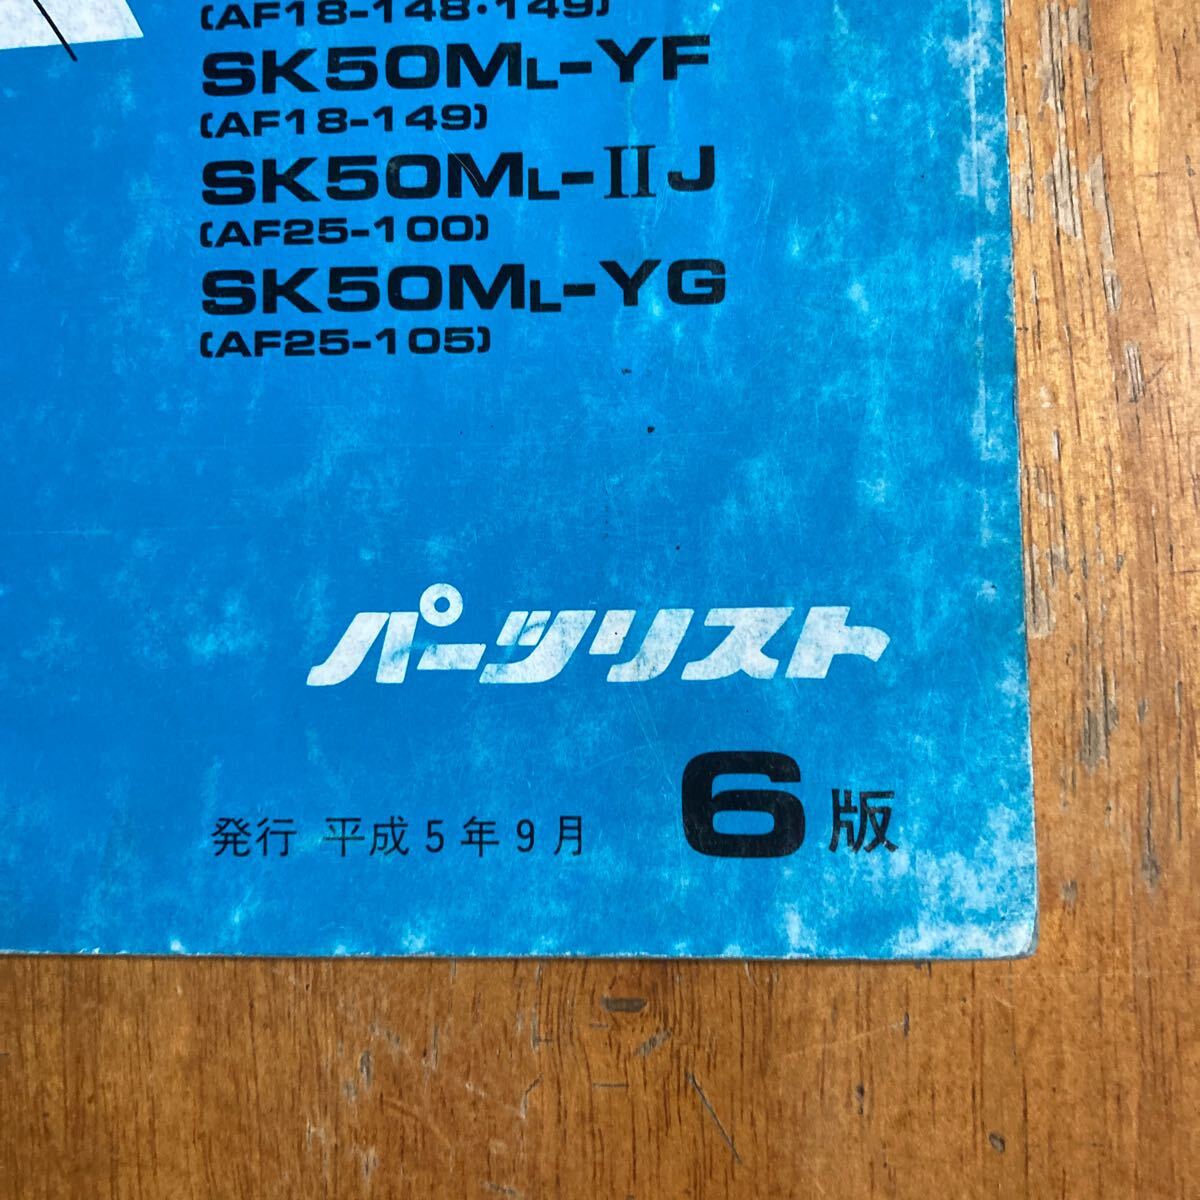 (AF18-148·149)
SK50ML-YF
(AF18-149)
SK50ML-IIJ
(AF25-100)
SK50ML-YG
(AF25-105)
パーツリスト
発行 平成5年9月 6版